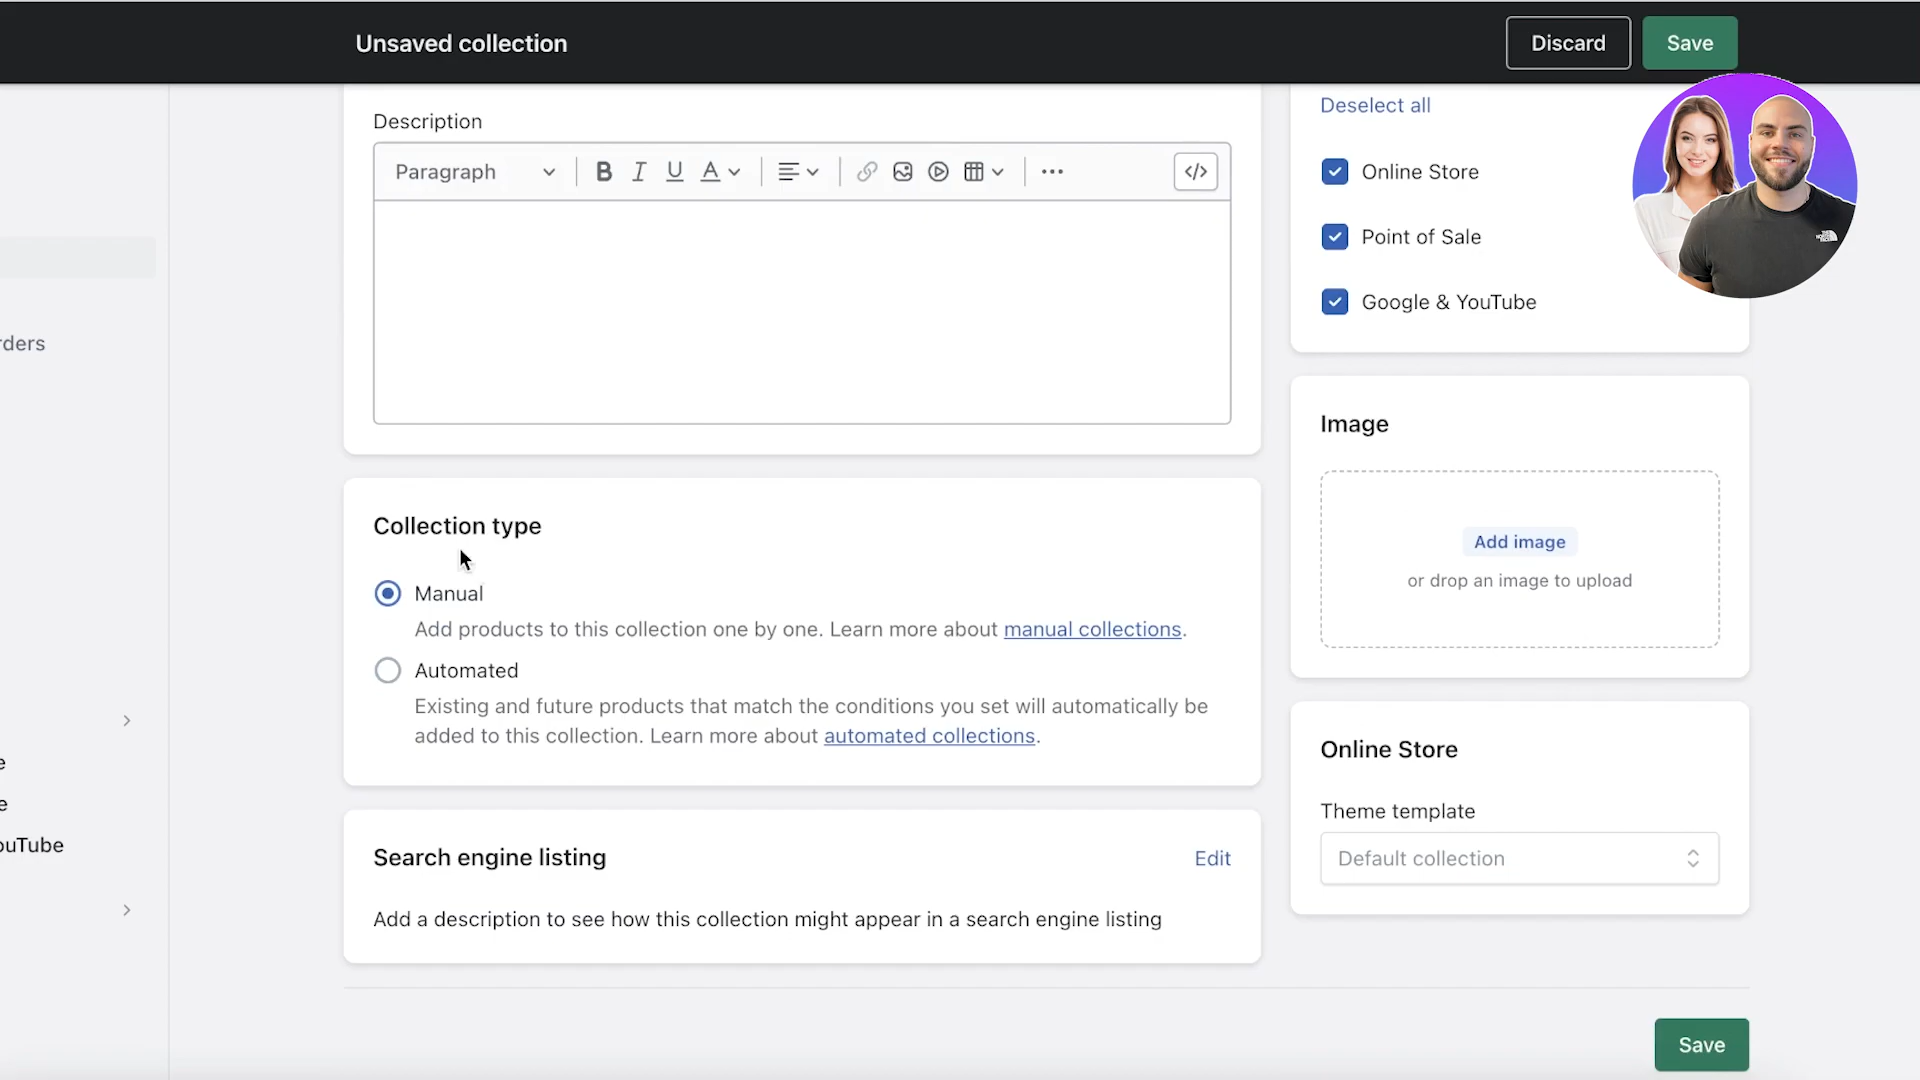 Unsaved collection
Discard
Save
Description
Paragraph
B I U A
Deselect all
Online Store
Point of Sale
Google & YouTube
THE NORTH FACE
rders
ouTube
e
e
Collection type
Manual
Add products to this collection one by one. Learn more about manual collections.
Automated
Existing and future products that match the conditions you set will automatically be
added to this collection. Learn more about automated collections.
Search engine listing
Edit
Add a description to see how this collection might appear in a search engine listing
Image
Add image
or drop an image to upload
Online Store
Theme template
Default collection
Save